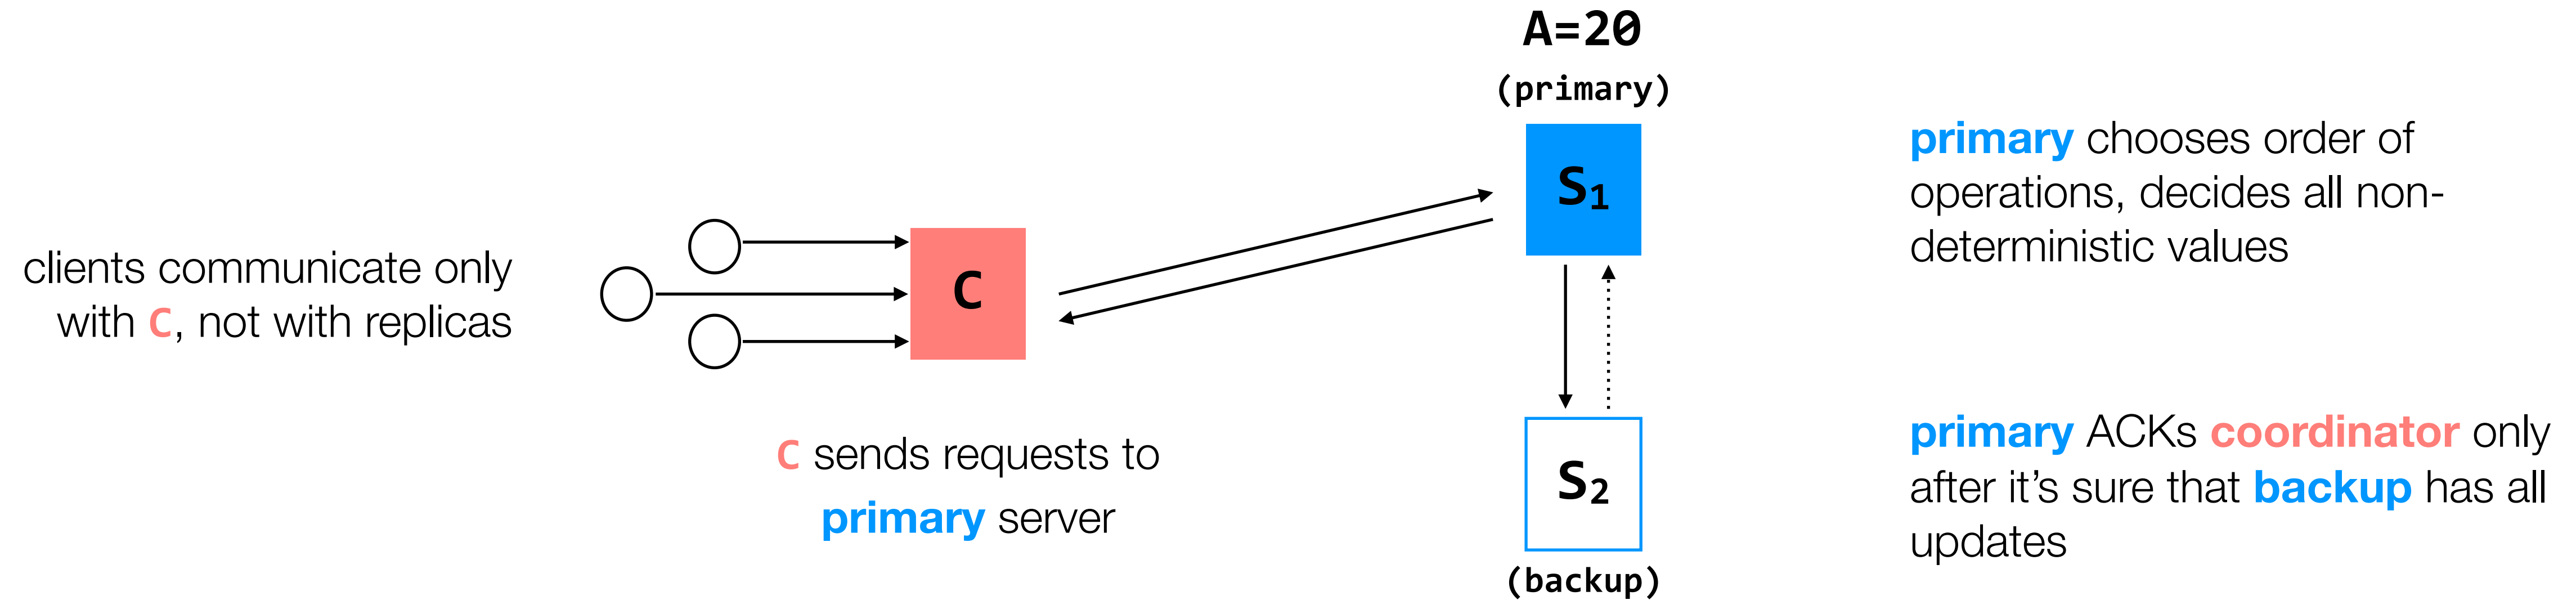 A=20
(primary)
S₁
primary chooses order of
operations, decides all non-
deterministic values
clients communicate only
with C, not with replicas
C
C sends requests to
primary server
S₂
(backup)
primary ACKs coordinator only
after it’s sure that backup has all
updates